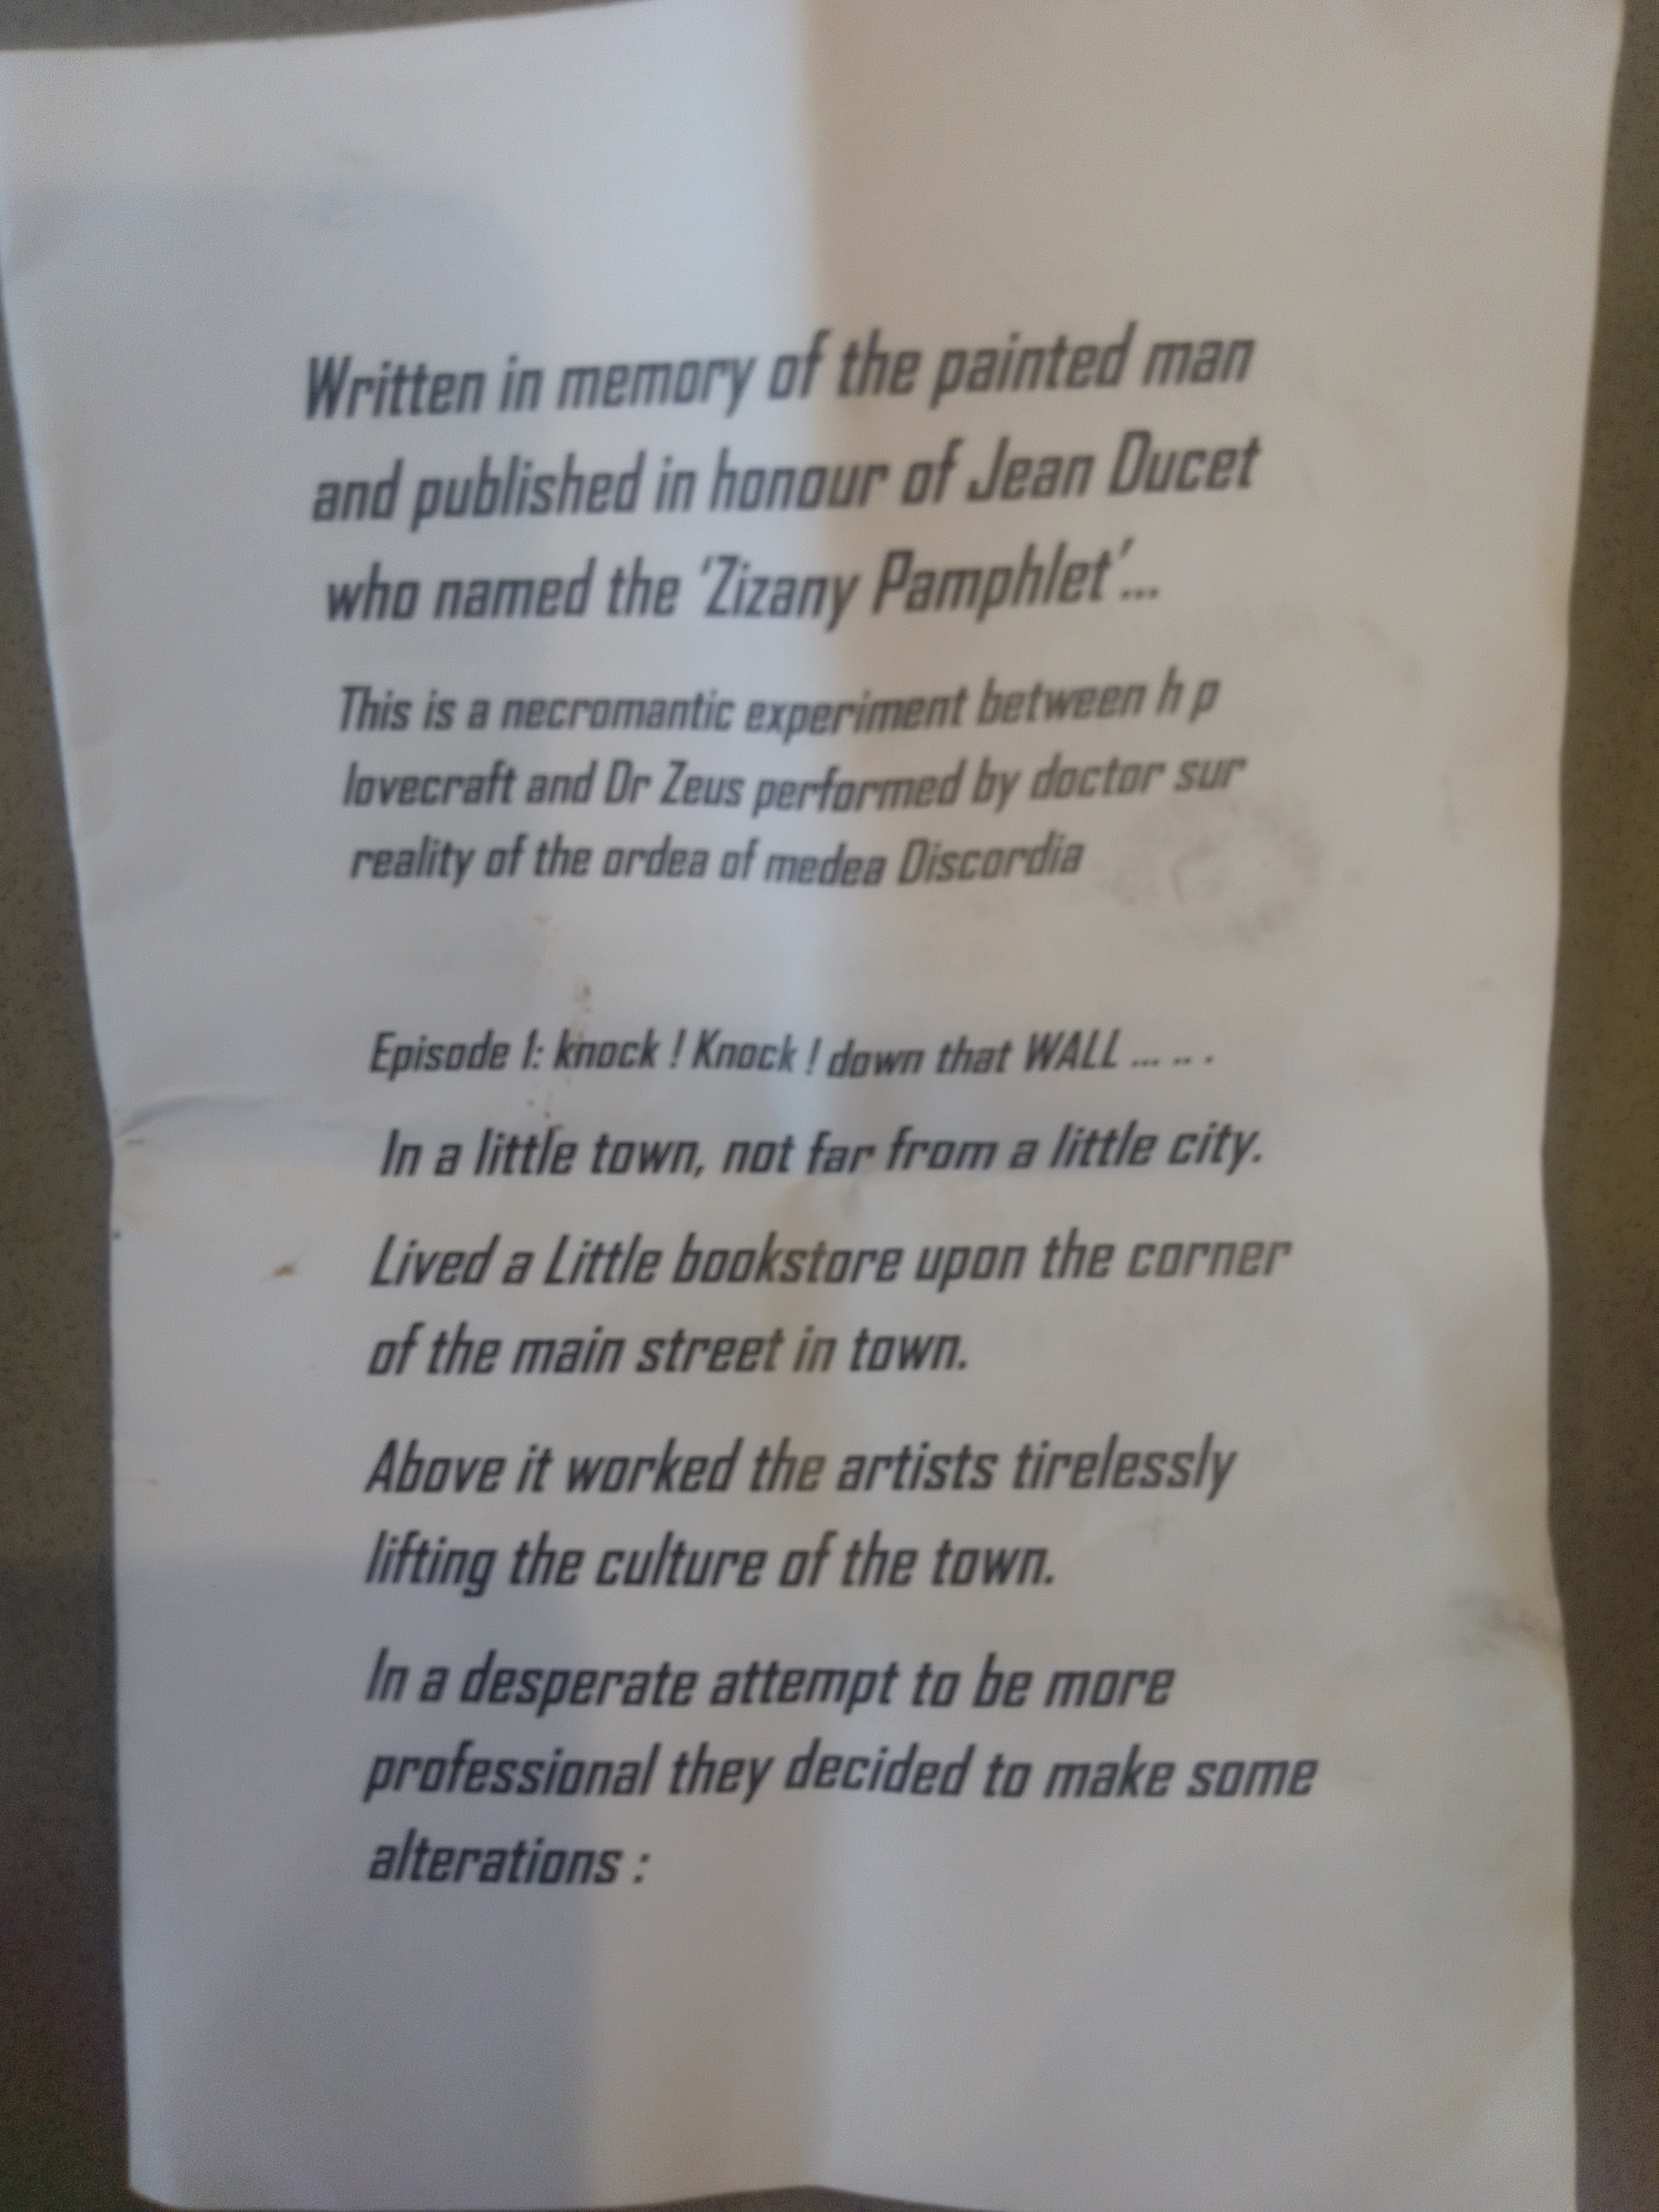 Written in memory of the painted man
and published in honour of Jean Ducet
who named the ‘Zizany Pamphlet’...
This is a necromantic experiment between h p
lovecraft and Dr Zeus performed by doctor sur
reality of the ordea of medea Discordia
Episode 1: knock ! Knock ! down that WALL ... .. .
In a little town, not far from a little city.
Lived a Little bookstore upon the corner
of the main street in town.
Above it worked the artists tirelessly
lifting the culture of the town.
In a desperate attempt to be more
professional they decided to make some
alterations :